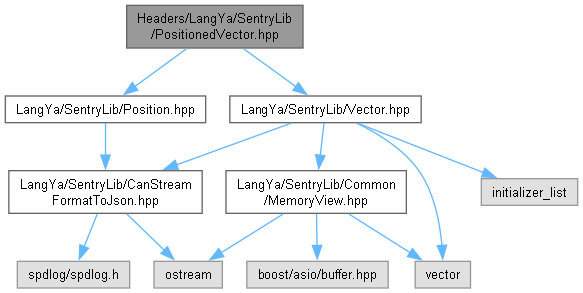 Headers/LangYa/SentryLib
/PositionedVector.hpp
LangYa/SentryLib/Position.hpp
LangYa/SentryLib/Vector.hpp
LangYa/SentryLib/CanStream
FormatToJson.hpp
LangYa/SentryLib/Common
/MemoryView.hpp
initializer_list
spdlog/spdlog.h
ostream
boost/asio/buffer.hpp
vector